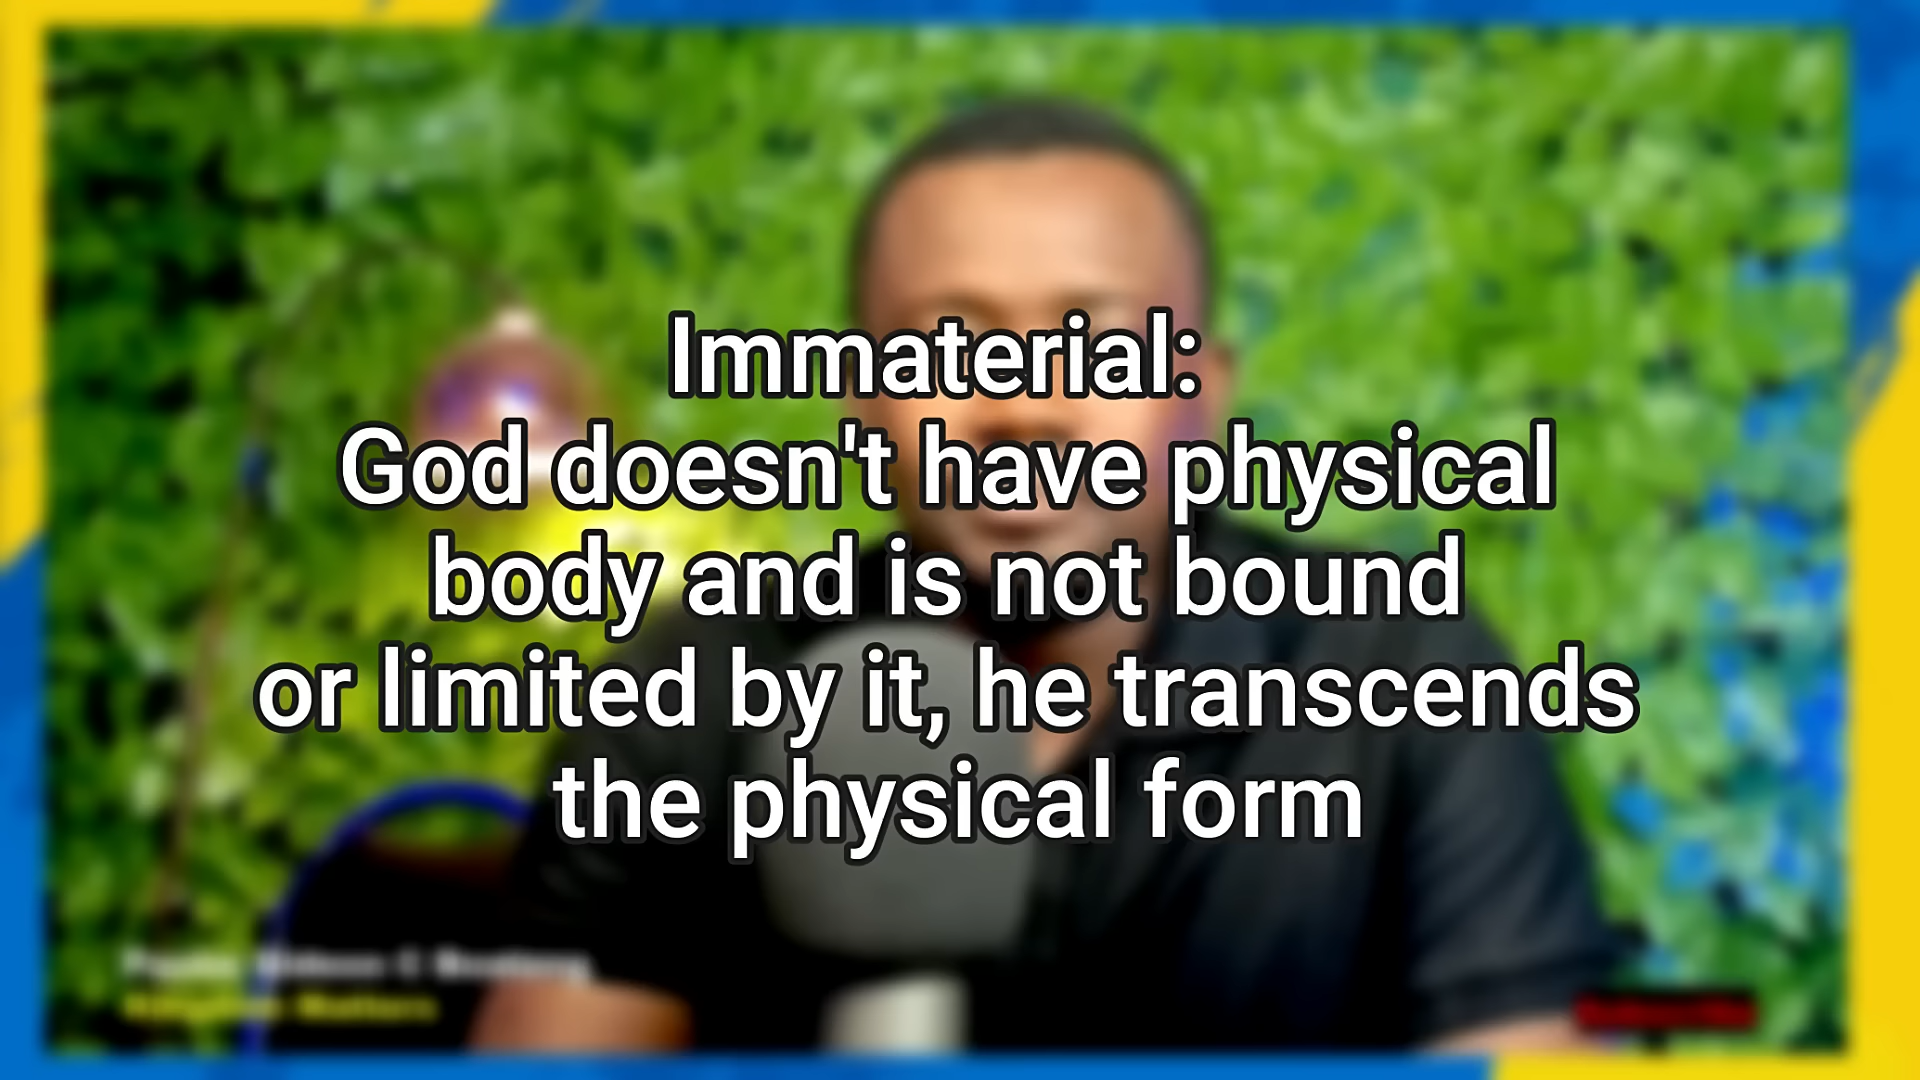 Immaterial:
God doesn't have physical
body and is not bound
or limited by it, he transcends
the physical form